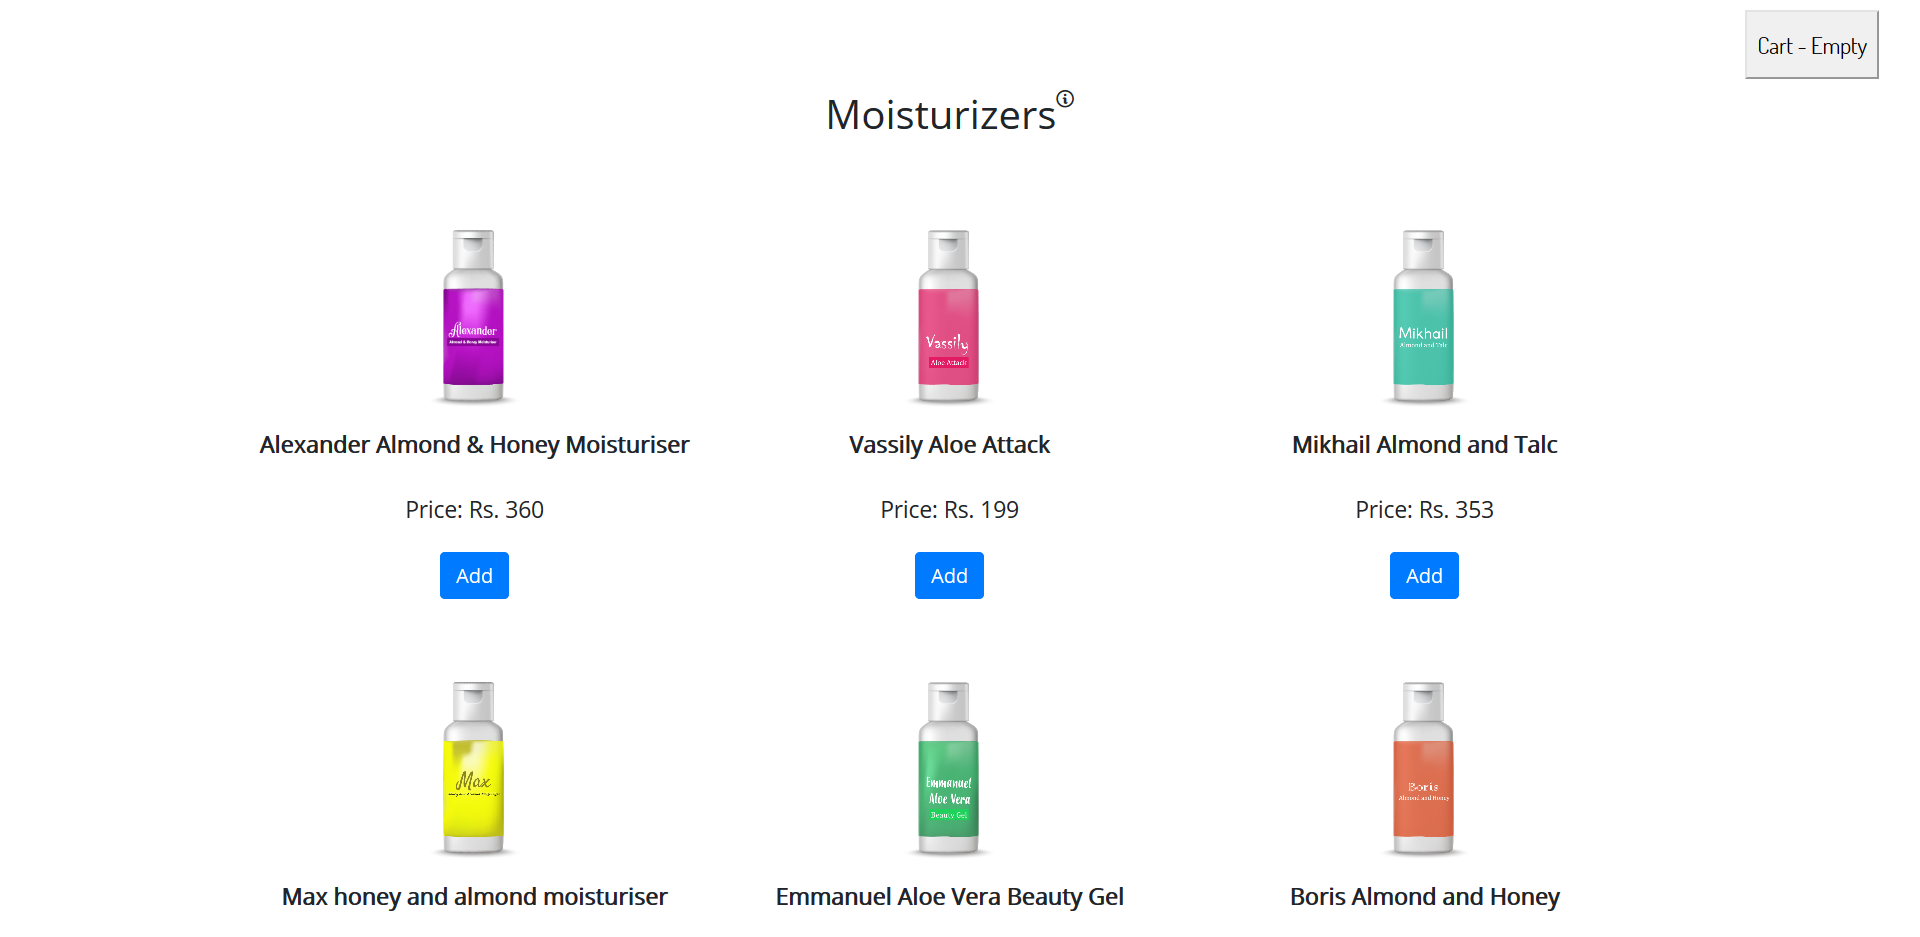 Cart - Empty
Moisturizers
Alexander
Almond & Honey Moisturiser
Vassily
Aloe Attack
Mikhail
Almond and Talc
Alexander Almond & Honey Moisturiser
Vassily Aloe Attack
Mikhail Almond and Talc
Price: Rs. 360
Price: Rs. 199
Price: Rs. 353
Add
Add
Add
Max
Emmanuel
Aloe Vera
Beauty Gel
Boris
Almond and Honey
Max honey and almond moisturiser
Emmanuel Aloe Vera Beauty Gel
Boris Almond and Honey